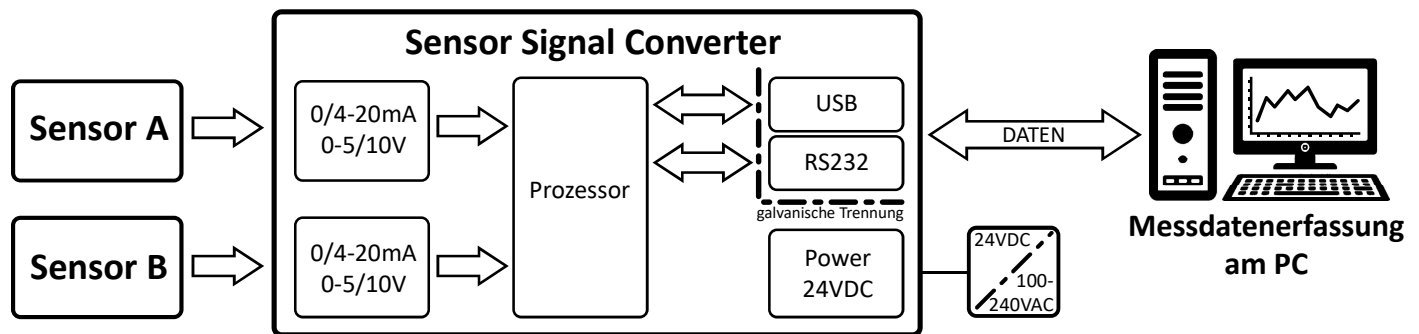 Sensor Signal Converter
Sensor A
0/4-20mA
0-5/10V
Sensor B
0/4-20mA
0-5/10V
Prozessor
USB
RS232
galvanische Trennung
Power
24VDC
DATEN
24VDC
100-
240VAC
Messdatenerfassung
am PC